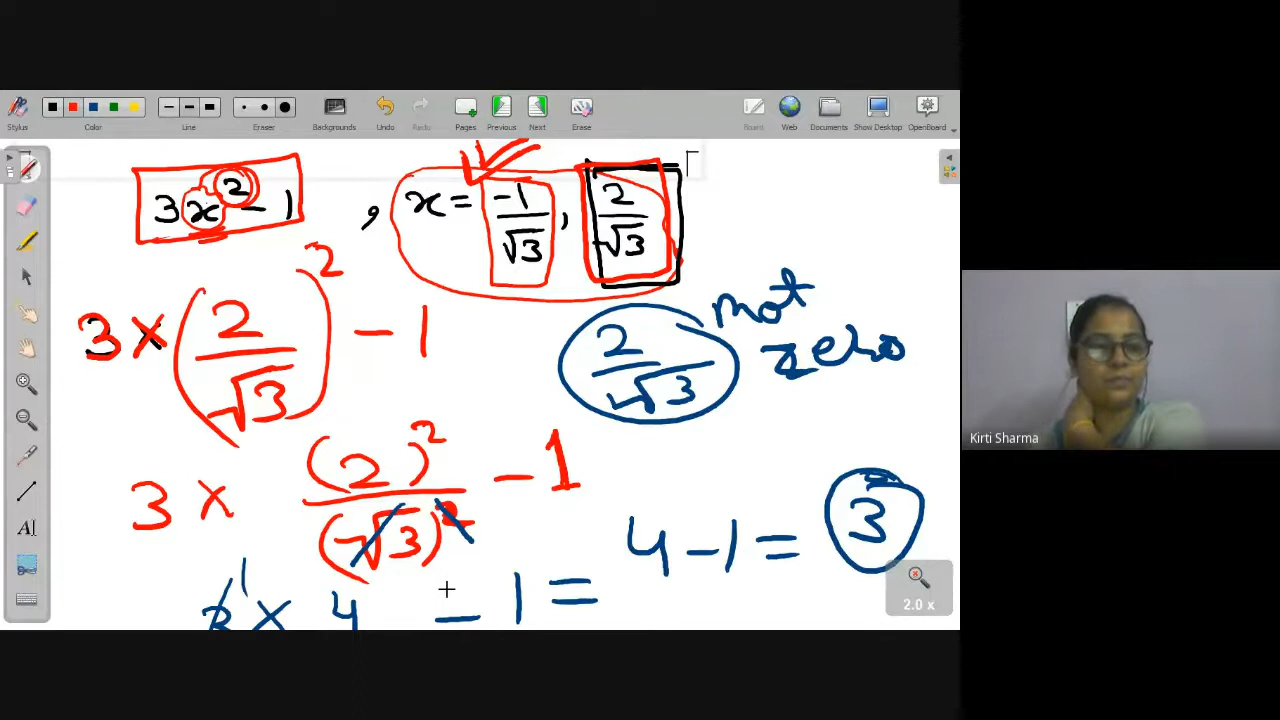 Stylus Color Line Eraser Backgrounds Undo Redo Pages Previous Next Erase Board Web Documents Show Desktop OpenBoard
3x² - 1 , x = -1/√3, 2/√3
3 × (2/√3)² - 1
2/√3 not zero
3 × (2)²/(√3)² - 1
4 - 1 = 3
3 × 4 - 1 =
1
2.0 x
Kirti Sharma